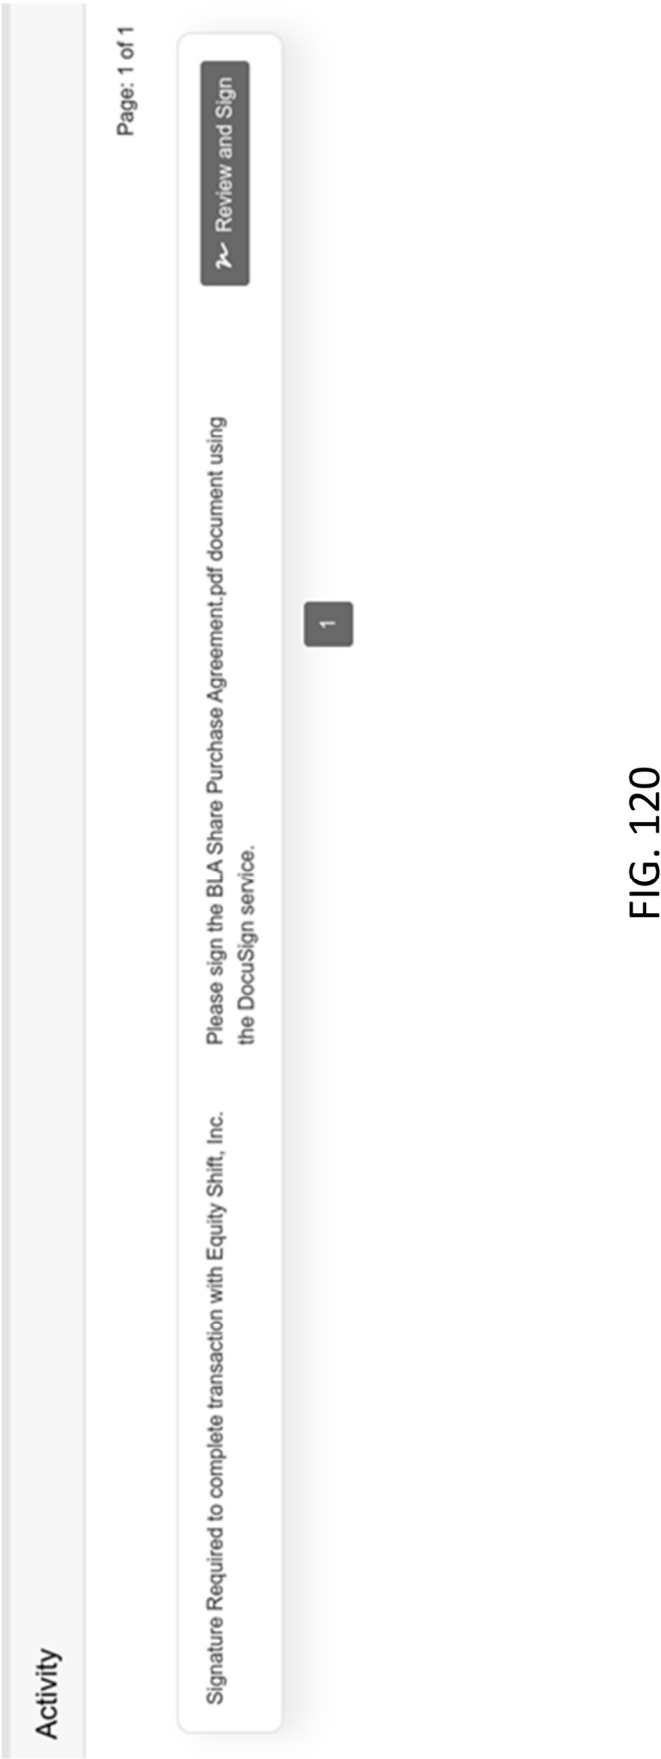 Activity
Page: 1 of 1
Signature Required to complete transaction with Equity Shift, Inc.
Please sign the BLA Share Purchase Agreement.pdf document using
the DocuSign service.
Review and Sign
1
FIG. 120